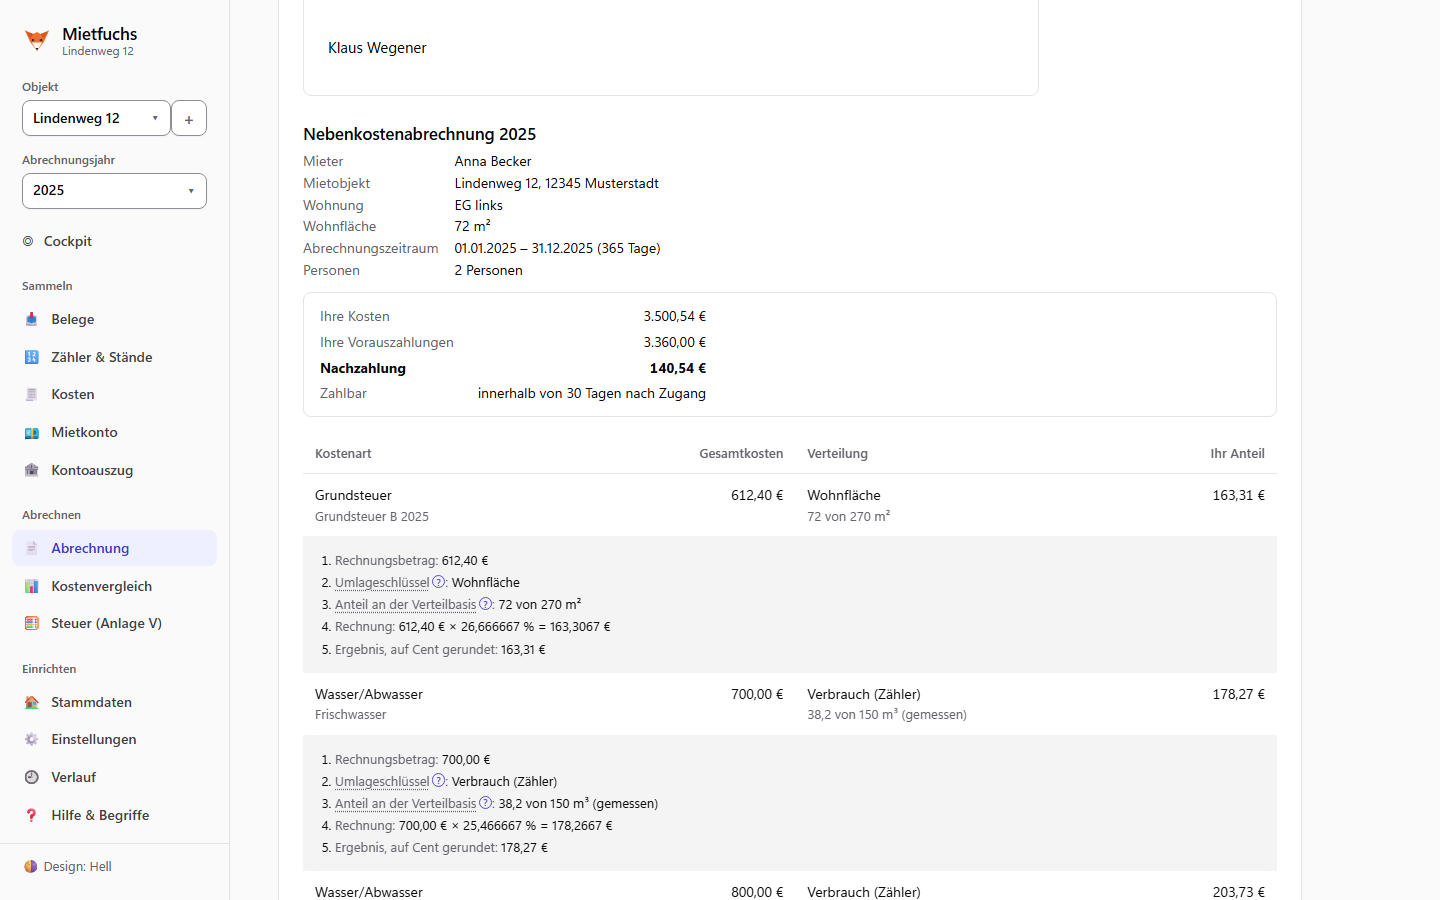 Mietfuchs
Lindenweg 12
Objekt
Lindenweg 12
+
Abrechnungsjahr
2025
Cockpit
Sammeln
Belege
Zähler & Stände
Kosten
Mietkonto
Kontoauszug
Abrechnen
Abrechnung
Kostenvergleich
Steuer (Anlage V)
Einrichten
Stammdaten
Einstellungen
Verlauf
Hilfe & Begriffe
Design: Hell
Klaus Wegener
Nebenkostenabrechnung 2025
Mieter Anna Becker
Mietobjekt Lindenweg 12, 12345 Musterstadt
Wohnung EG links
Wohnfläche 72 m²
Abrechnungszeitraum 01.01.2025 – 31.12.2025 (365 Tage)
Personen 2 Personen
Ihre Kosten 3.500,54 €
Ihre Vorauszahlungen 3.360,00 €
Nachzahlung 140,54 €
Zahlbar innerhalb von 30 Tagen nach Zugang
Kostenart Gesamtkosten Verteilung Ihr Anteil
Grundsteuer 612,40 € Wohnfläche 163,31 €
Grundsteuer B 2025 72 von 270 m²
1. Rechnungsbetrag: 612,40 €
2. Umlageschlüssel ?: Wohnfläche
3. Anteil an der Verteilbasis ?: 72 von 270 m²
4. Rechnung: 612,40 € × 26,666667 % = 163,3067 €
5. Ergebnis, auf Cent gerundet: 163,31 €
Wasser/Abwasser 700,00 € Verbrauch (Zähler) 178,27 €
Frischwasser 38,2 von 150 m³ (gemessen)
1. Rechnungsbetrag: 700,00 €
2. Umlageschlüssel ?: Verbrauch (Zähler)
3. Anteil an der Verteilbasis ?: 38,2 von 150 m³ (gemessen)
4. Rechnung: 700,00 € × 25,466667 % = 178,2667 €
5. Ergebnis, auf Cent gerundet: 178,27 €
Wasser/Abwasser 800,00 € Verbrauch (Zähler) 203,73 €